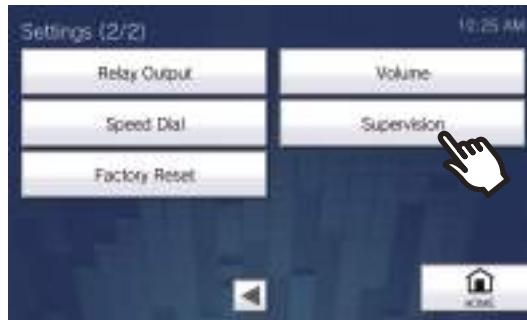 Settings (2/2)
10:25 AM
Relay Output
Volume
Speed Dial
Supervision
Factory Reset
HOME